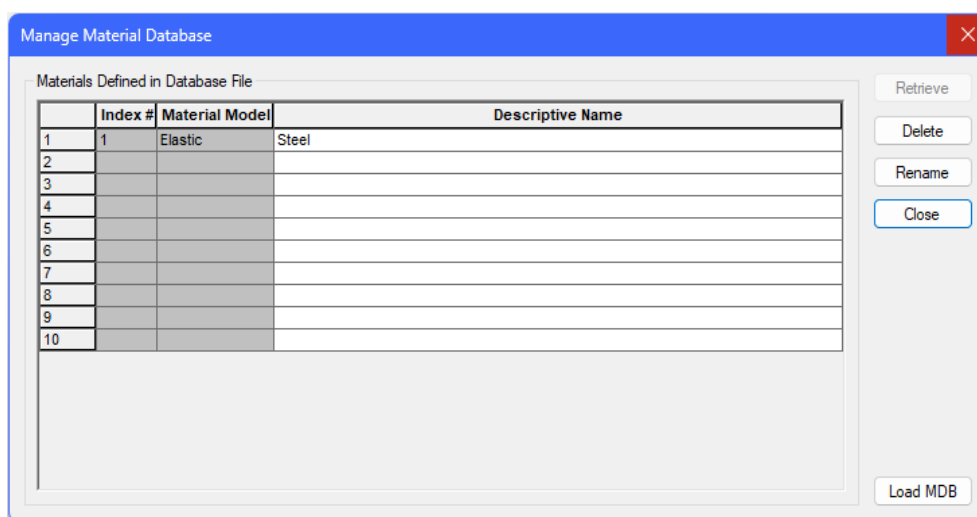 Manage Material Database
Materials Defined in Database File
Index # Material Model Descriptive Name
1 1 Elastic Steel
2
3
4
5
6
7
8
9
10
Retrieve
Delete
Rename
Close
Load MDB